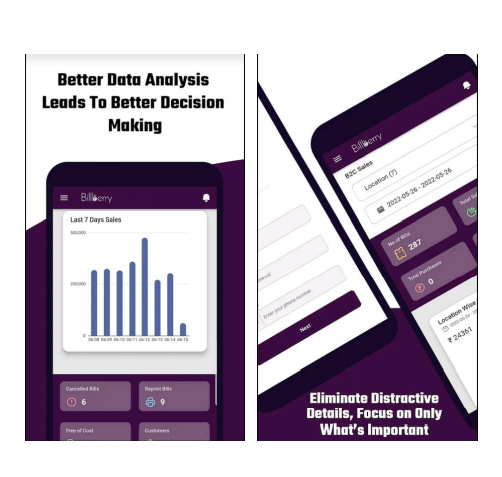 Better Data Analysis
Leads To Better Decision
Making
Billberry
Last 7 Days Sales
500,000
200,000
0
06-08 06-09 06-10 06-11 06-12 06-13 06-14 06-15
Cancelled Bills
6
Reprint Bills
9
Free of Cost
Customers
Enter your phone number
Next
Billberry
B2C Sales
Location (7)
2022-05-26 - 2022-05-26
No of Bills
287
Total Purchases
₹ 0
Location Wise
₹ 24361
Eliminate Distractive
Details, Focus on Only
What's Important